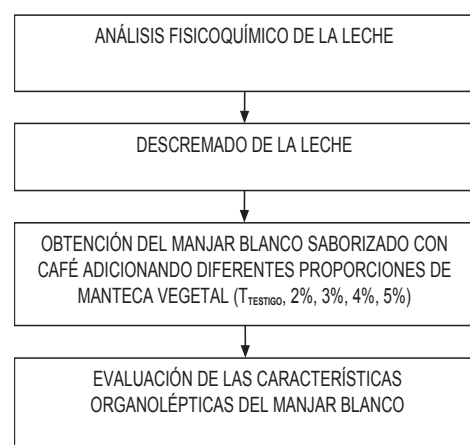 ANÁLISIS FISICOQUÍMICO DE LA LECHE
DESCREMADO DE LA LECHE
OBTENCIÓN DEL MANJAR BLANCO SABORIZADO CON
CAFÉ ADICIONANDO DIFERENTES PROPORCIONES DE
MANTECA VEGETAL (TTESTIGO, 2%, 3%, 4%, 5%)
EVALUACIÓN DE LAS CARACTERÍSTICAS
ORGANOLÉPTICAS DEL MANJAR BLANCO